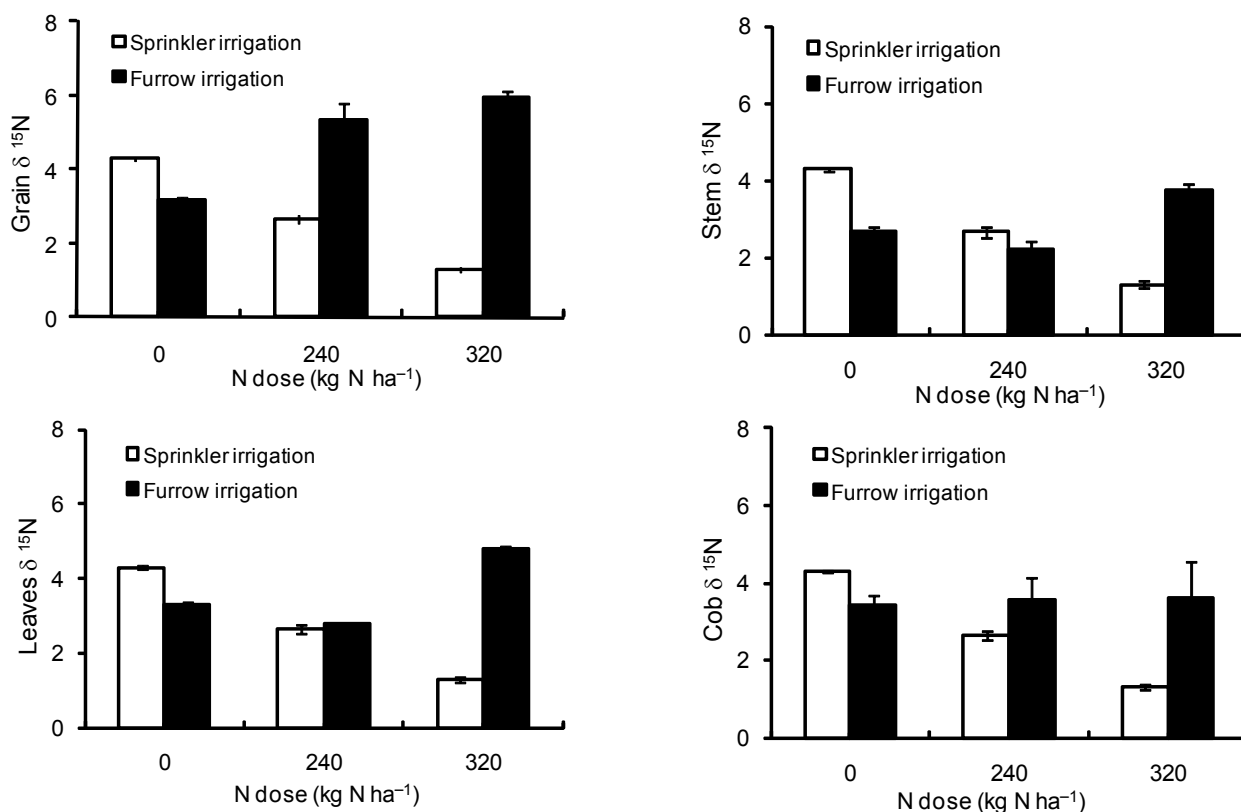 8
6
4
2
0
Grain δ ¹⁵N
Sprinkler irrigation
Furrow irrigation
0 240 320
N dose (kg N ha⁻¹)
8
6
4
2
0
Stem δ ¹⁵N
Sprinkler irrigation
Furrow irrigation
0 240 320
N dose (kg N ha⁻¹)
8
6
4
2
0
Leaves δ ¹⁵N
Sprinkler irrigation
Furrow irrigation
0 240 320
N dose (kg N ha⁻¹)
8
6
4
2
0
Cob δ ¹⁵N
Sprinkler irrigation
Furrow irrigation
0 240 320
N dose (kg N ha⁻¹)